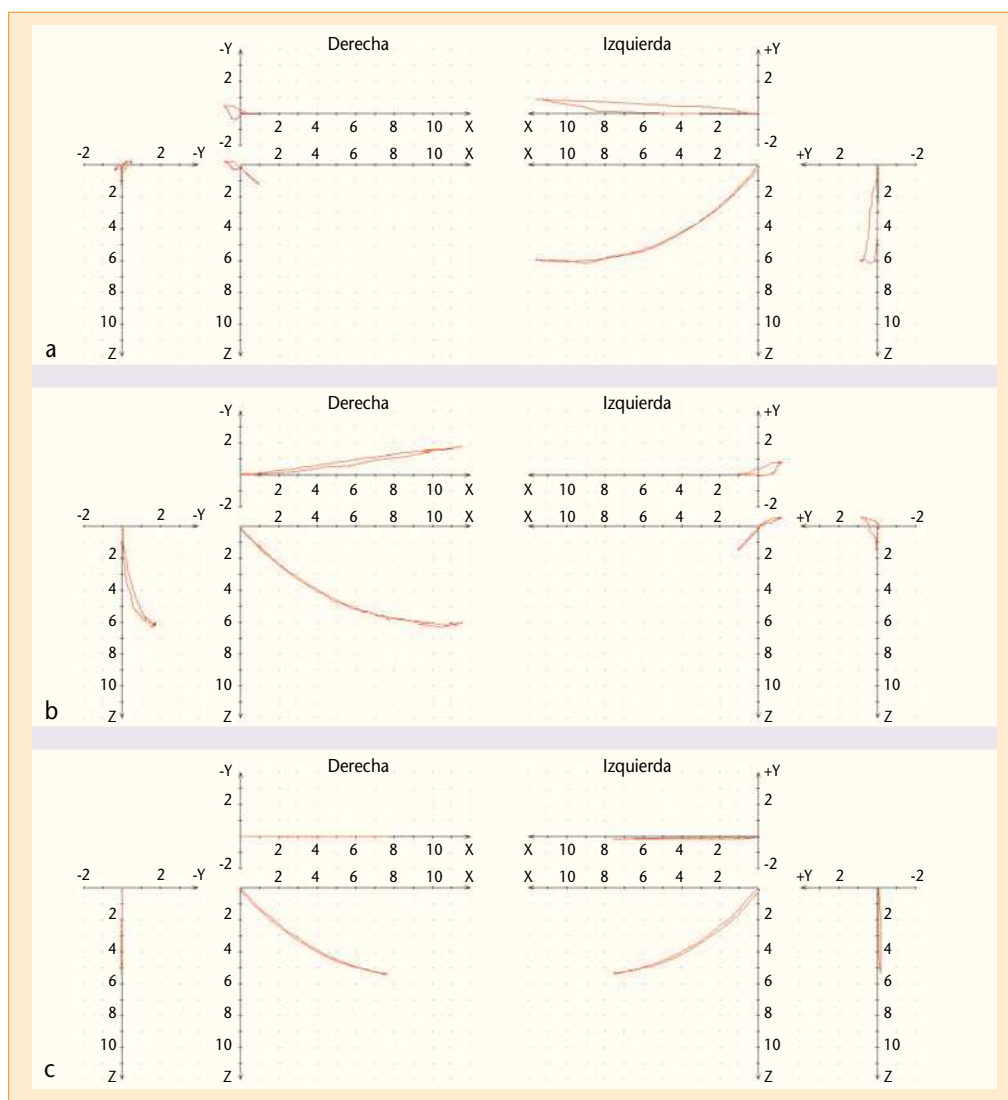 Derecha Izquierda
-Y +Y
2 2
2 4 6 8 10 X X 10 8 6 4 2
-2 -2
-2 2 -Y 2 4 6 8 10 X X 10 8 6 4 2 +Y 2 -2
2 2 2 2
4 4 4 4
6 6 6 6
8 8 8 8
10 10 10 10
Z Z Z Z
a
Derecha Izquierda
-Y +Y
2 2
2 4 6 8 10 X X 10 8 6 4 2
-2 -2
-2 2 -Y 2 4 6 8 10 X X 10 8 6 4 2 +Y 2 -2
2 2 2 2
4 4 4 4
6 6 6 6
8 8 8 8
10 10 10 10
Z Z Z Z
b
Derecha Izquierda
-Y +Y
2 2
2 4 6 8 10 X X 10 8 6 4 2
-2 -2
-2 2 -Y 2 4 6 8 10 X X 10 8 6 4 2 +Y 2 -2
2 2 2 2
4 4 4 4
6 6 6 6
8 8 8 8
10 10 10 10
Z Z Z Z
c